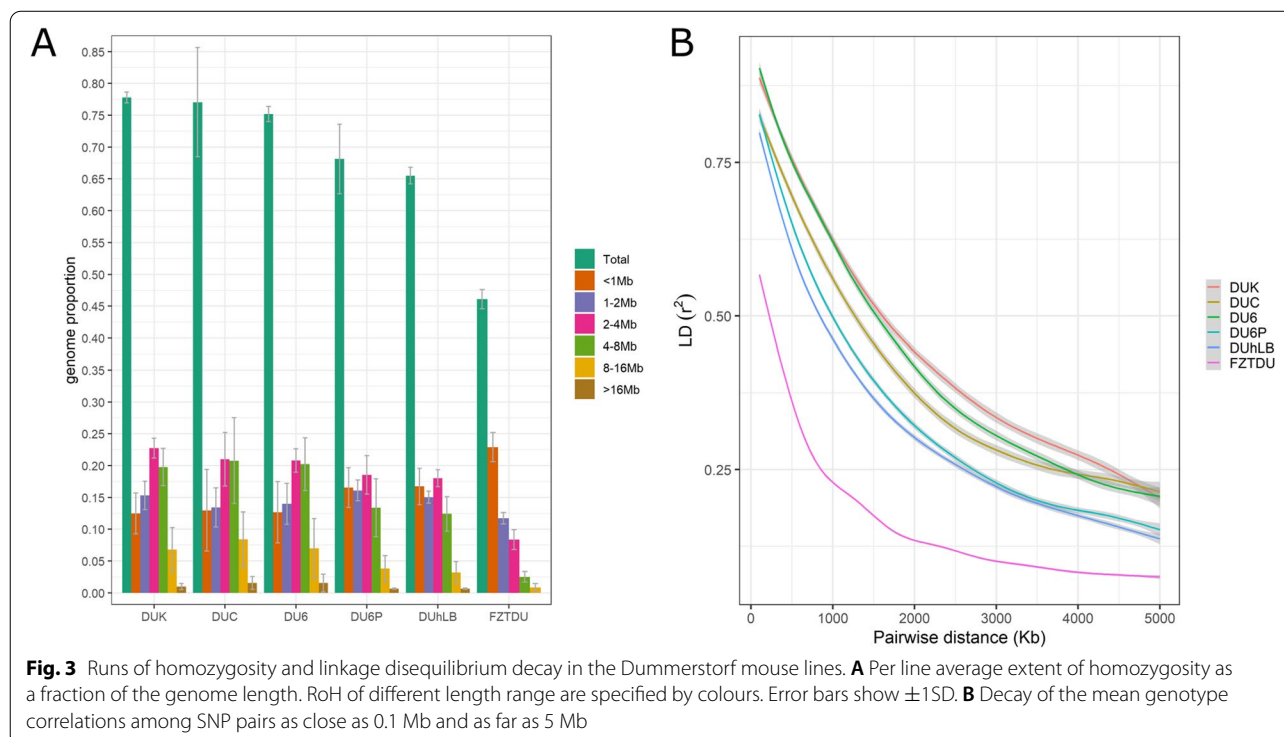 A
0.85
0.80
0.75
0.70
0.65
0.60
0.55
0.50
0.45
0.40
0.35
0.30
0.25
0.20
0.15
0.10
0.05
0.00
genome proportion
DUK DUC DU6 DU6P DUhLB FZTDU
Total
<1Mb
1-2Mb
2-4Mb
4-8Mb
8-16Mb
>16Mb
B
0.75
0.50
0.25
LD (r²)
0 1000 2000 3000 4000 5000
Pairwise distance (Kb)
DUK
DUC
DU6
DU6P
DUhLB
FZTDU
Fig. 3 Runs of homozygosity and linkage disequilibrium decay in the Dummerstorf mouse lines. A Per line average extent of homozygosity as
a fraction of the genome length. RoH of different length range are specified by colours. Error bars show ±1SD. B Decay of the mean genotype
correlations among SNP pairs as close as 0.1 Mb and as far as 5 Mb